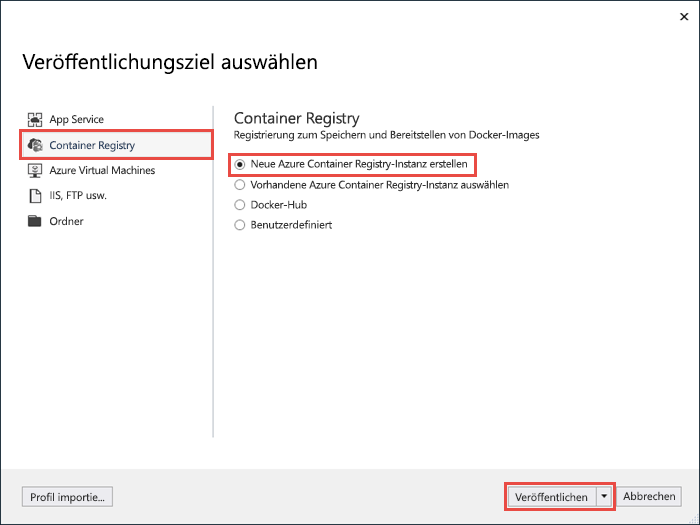 Veröffentlichungsziel auswählen
App Service
Container Registry
Azure Virtual Machines
IIS, FTP usw.
Ordner
Container Registry
Registrierung zum Speichern und Bereitstellen von Docker-Images
Neue Azure Container Registry-Instanz erstellen
Vorhandene Azure Container Registry-Instanz auswählen
Docker-Hub
Benutzerdefiniert
Profil importie...
Veröffentlichen
Abbrechen